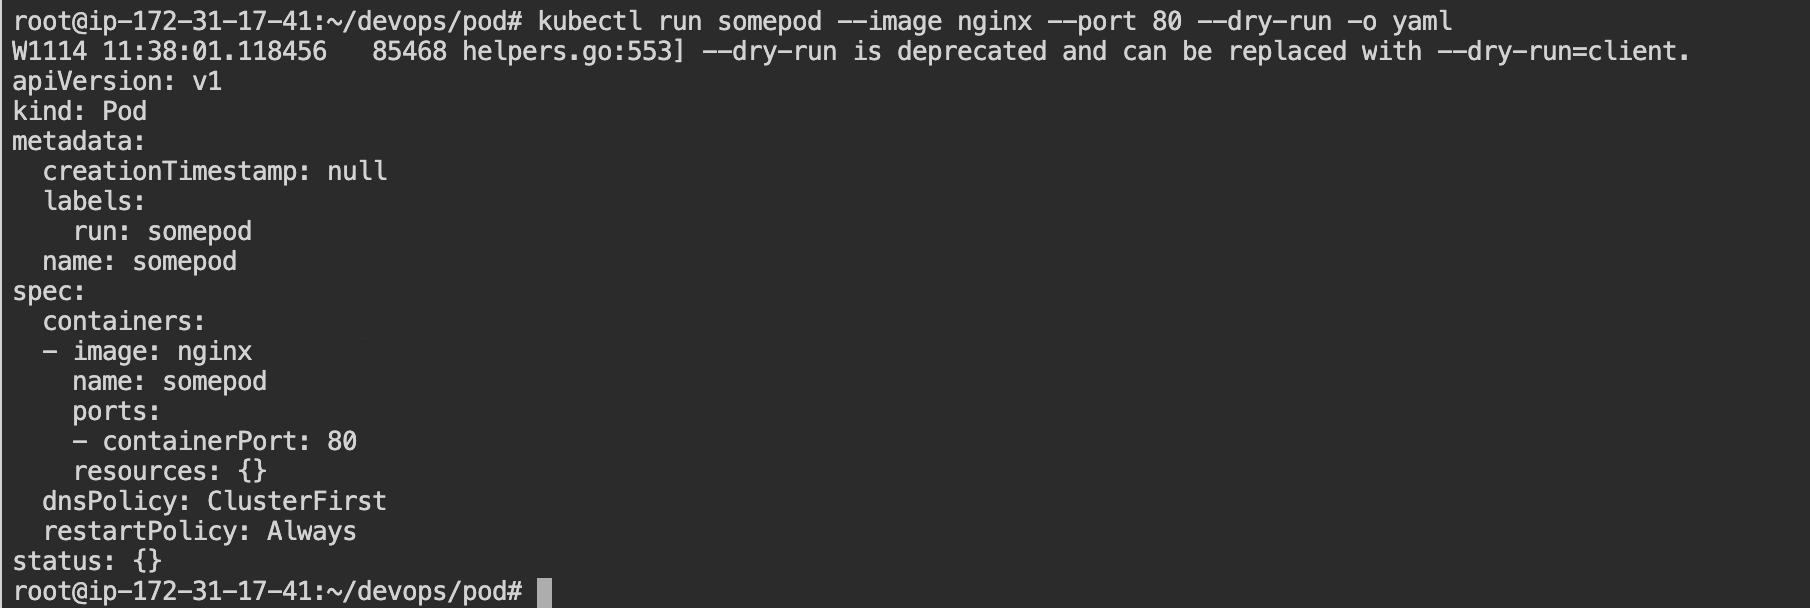 root@ip-172-31-17-41:~/devops/pod# kubectl run somepod --image nginx --port 80 --dry-run -o yaml
W1114 11:38:01.118456   85468 helpers.go:553] --dry-run is deprecated and can be replaced with --dry-run=client.
apiVersion: v1
kind: Pod
metadata:
  creationTimestamp: null
  labels:
    run: somepod
  name: somepod
spec:
  containers:
  - image: nginx
    name: somepod
    ports:
    - containerPort: 80
    resources: {}
  dnsPolicy: ClusterFirst
  restartPolicy: Always
status: {}
root@ip-172-31-17-41:~/devops/pod#